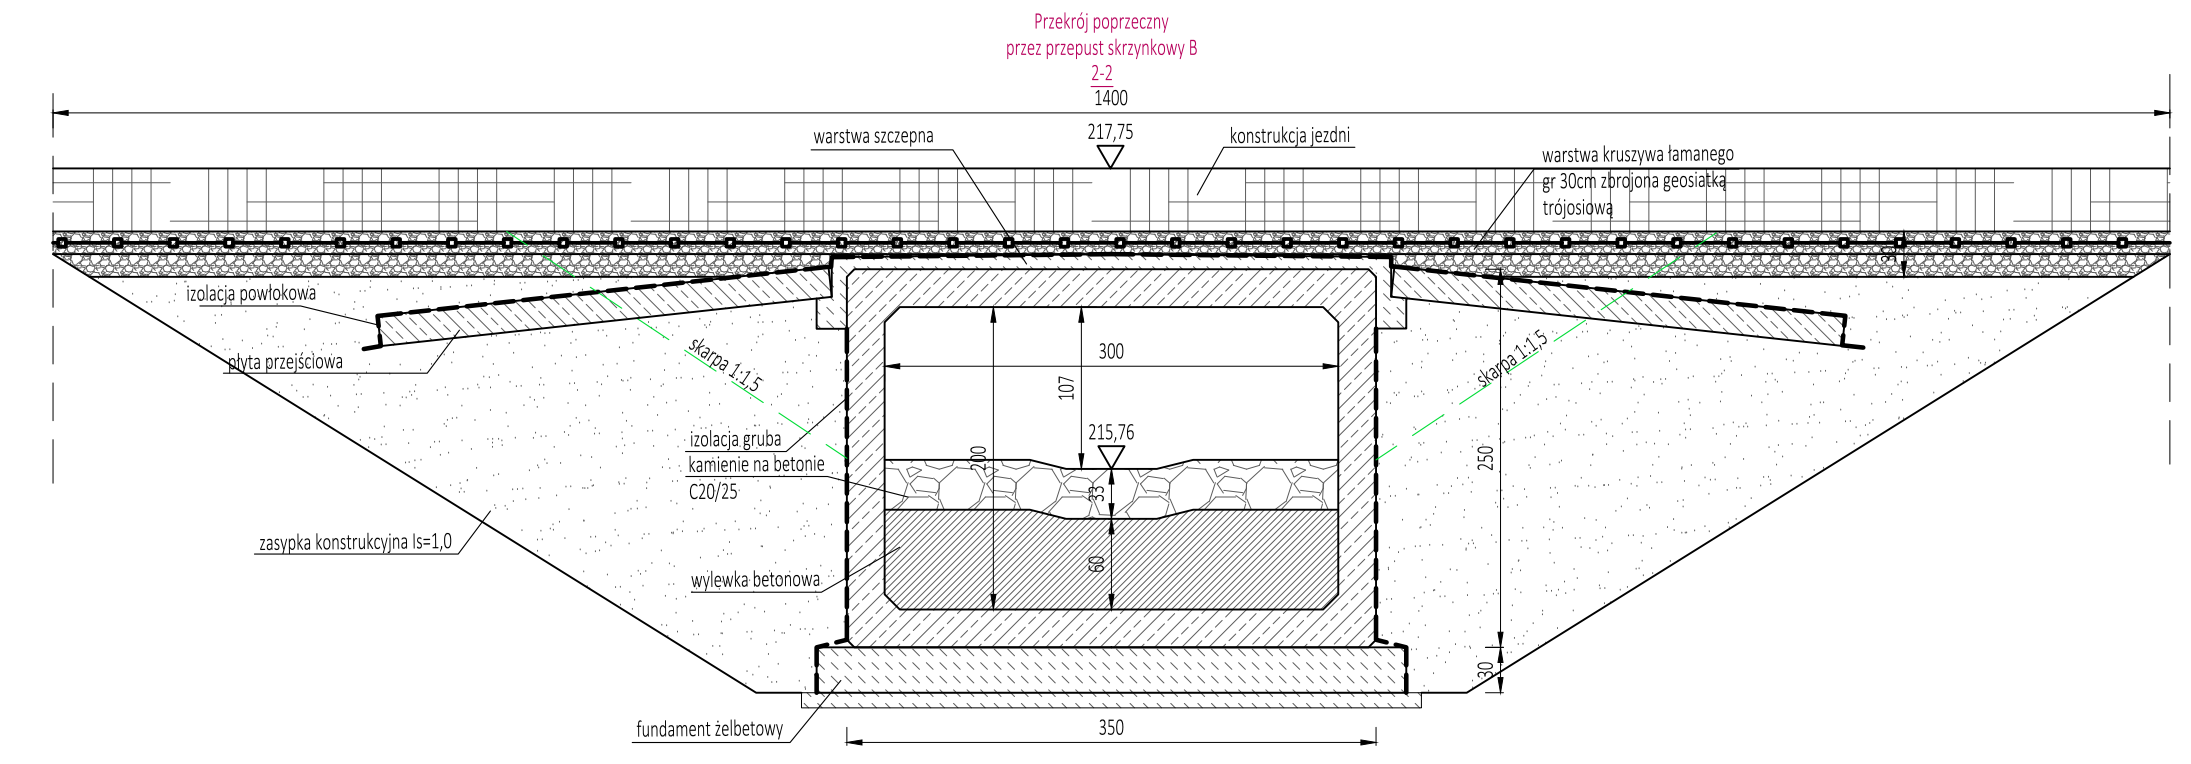 Przekrój poprzeczny
przez przepust skrzynkowy B
2-2
1400
217,75
warstwa szczepna
konstrukcja jezdni
warstwa kruszywa łamanego
gr 30cm zbrojona geosiatką
trójosiową
30
izolacja powłokowa
płyta przejściowa
skarpa 1:1,5
skarpa 1:1,5
300
107
200
250
215,76
izolacja gruba
kamienie na betonie
C20/25
33
zasypka konstrukcyjna Is=1,0
wylewka betonowa
60
30
fundament żelbetowy
350